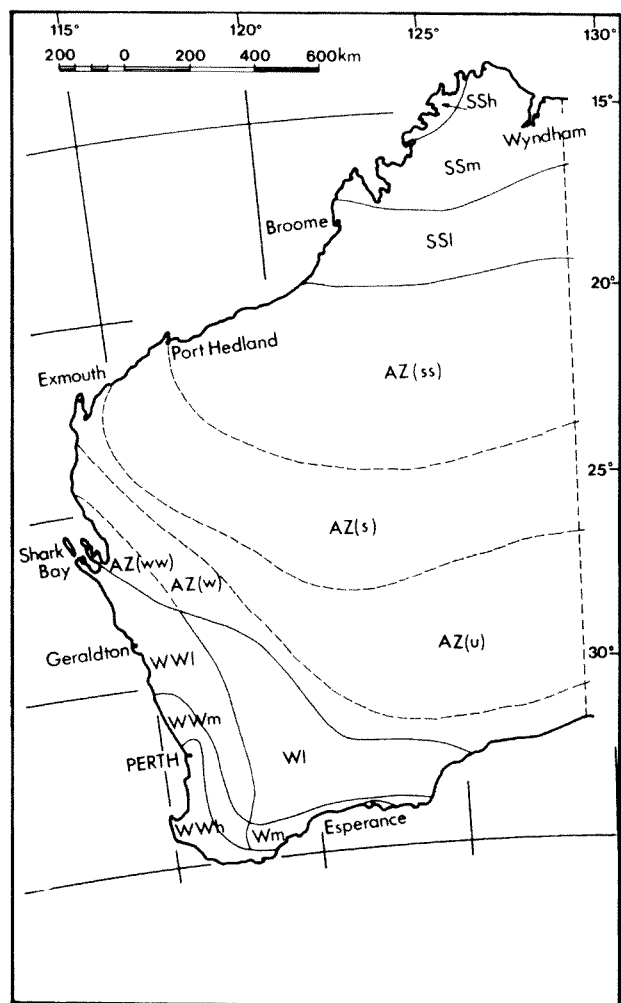 115° 120° 125° 130°
200 0 200 400 600km
SSh
15°
Wyndham
SSm
Broome
SSl
20°
Port Hedland
Exmouth
AZ(ss)
25°
AZ(s)
Shark
Bay
AZ(ww)
AZ(w)
AZ(u)
Geraldton
WWl
30°
WWm
PERTH
Wl
WWh
Wm
Esperance